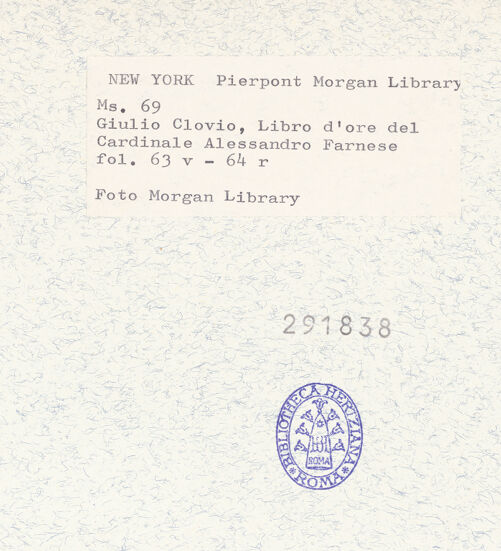 NEW YORK Pierpont Morgan Library
Ms. 69
Giulio Clovio, Libro d'ore del
Cardinale Alessandro Farnese
fol. 63 v - 64 r
Foto Morgan Library
291838
BIBLIOTHECA HERTZIANA
ROMA
ROMA